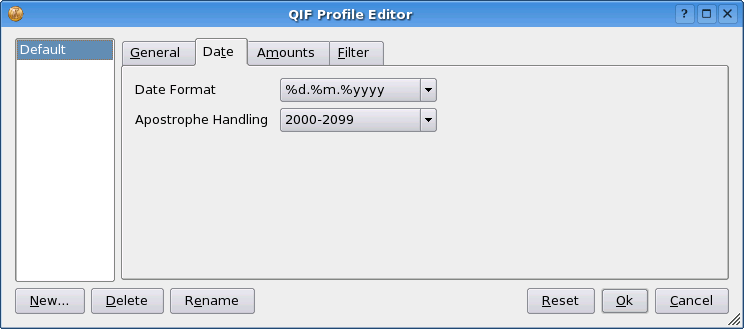 QIF Profile Editor
?
Default
General Date Amounts Filter
Date Format %d.%m.%yyyy
Apostrophe Handling 2000-2099
New... Delete Rename Reset Ok Cancel